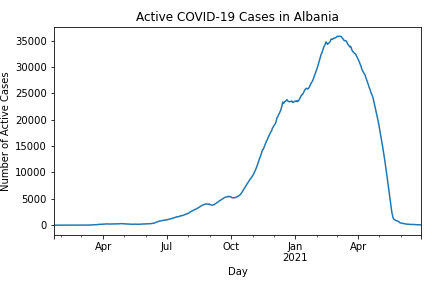 Active COVID-19 Cases in Albania
Number of Active Cases
35000
30000
25000
20000
15000
10000
5000
0
Apr Jul Oct Jan Apr
2021
Day